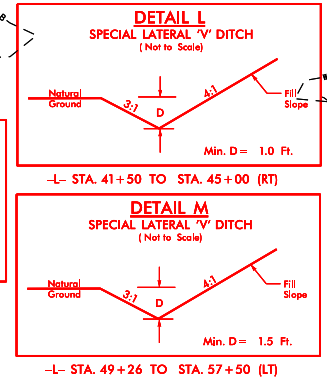 DETAIL L
SPECIAL LATERAL 'V' DITCH
( Not to Scale)
Natural
Ground
3:1
D
4:1
Fill
Slope
Min. D = 1.0 Ft.
-L- STA. 41+50 TO STA. 45+00 (RT)
DETAIL M
SPECIAL LATERAL 'V' DITCH
( Not to Scale)
Natural
Ground
3:1
D
4:1
Fill
Slope
Min. D = 1.5 Ft.
-L- STA. 49+26 TO STA. 57+50 (LT)